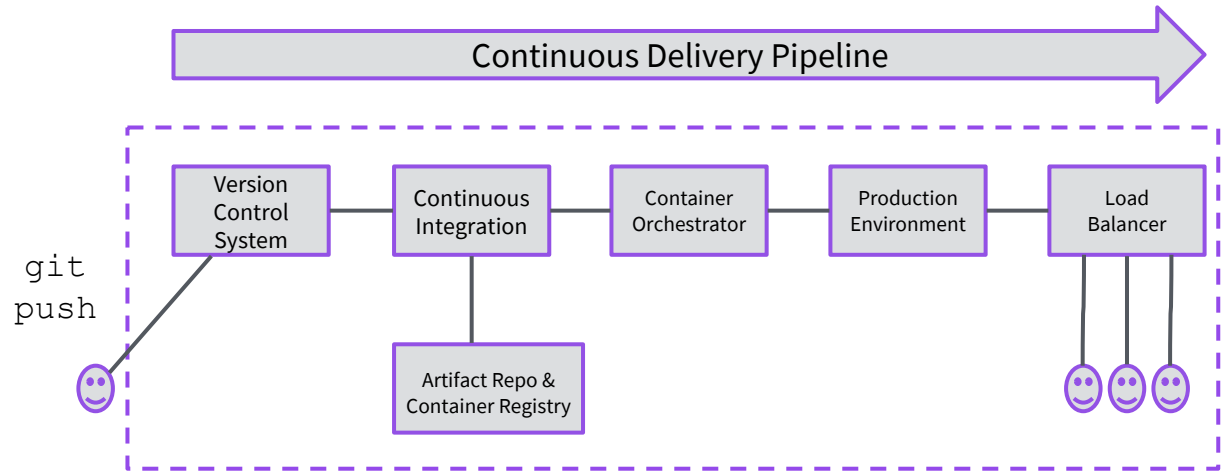 Continuous Delivery Pipeline
Version
Control
System
Continuous
Integration
Container
Orchestrator
Production
Environment
Load
Balancer
git
push
Artifact Repo &
Container Registry